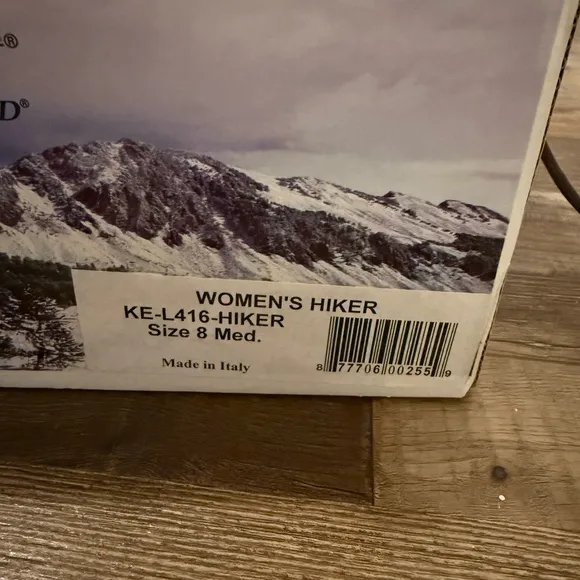 D®
WOMEN'S HIKER
KE-L416-HIKER
Size 8 Med.
Made in Italy
8 77706 00255 9